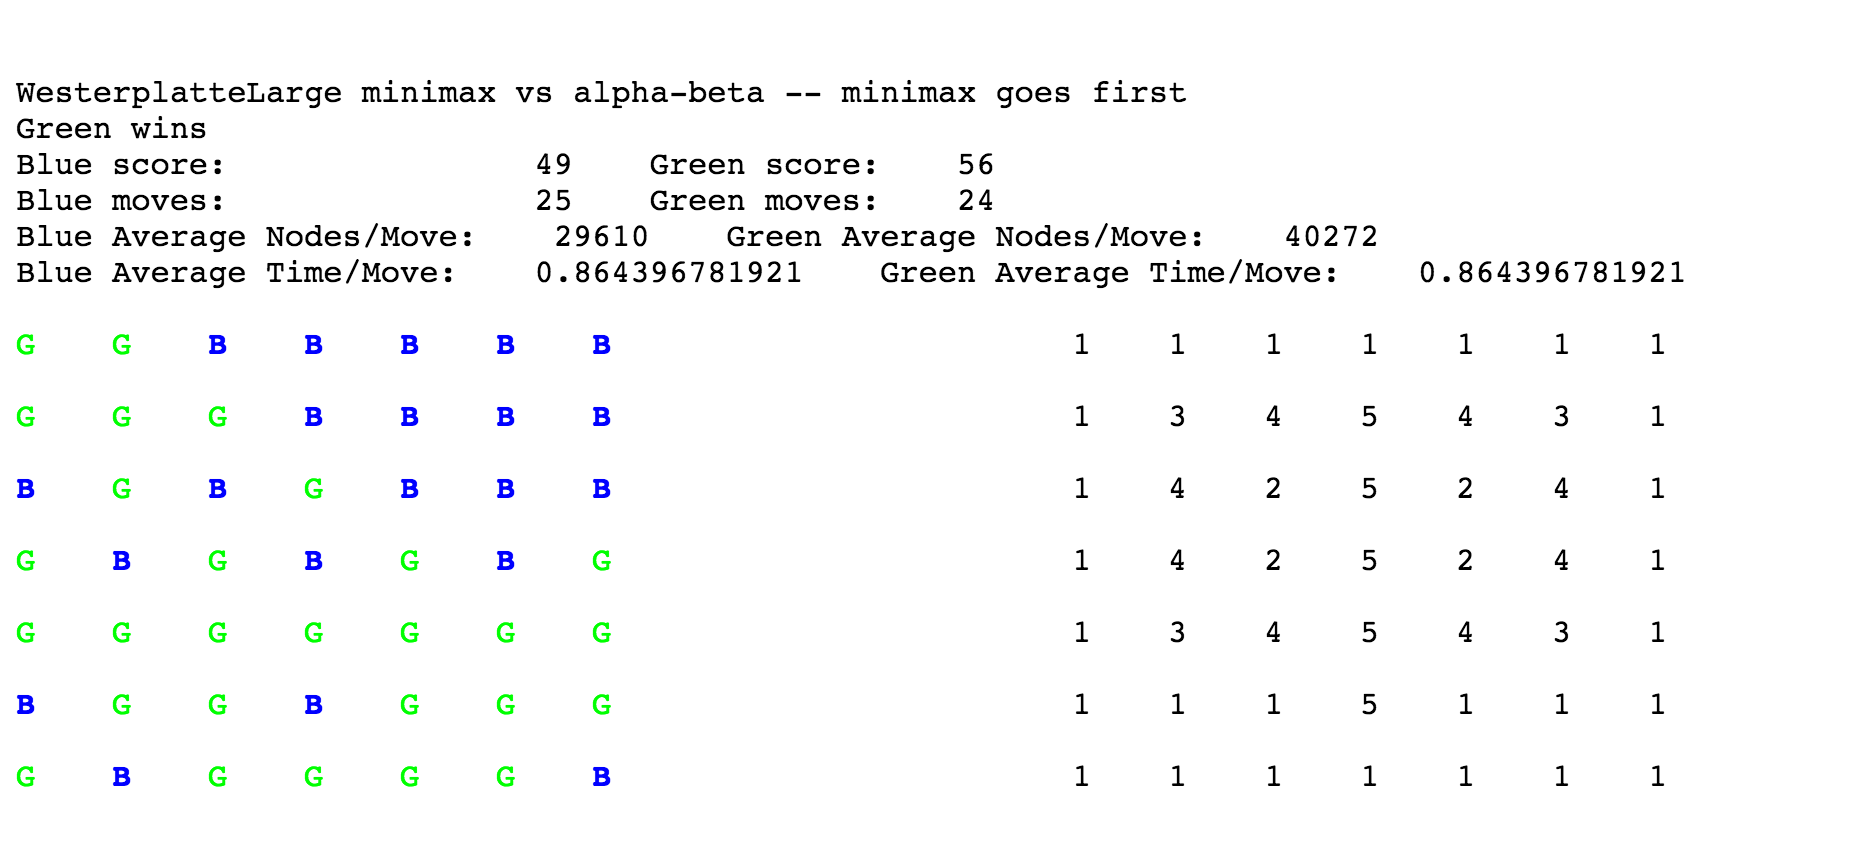 WesterplatteLarge minimax vs alpha-beta -- minimax goes first
Green wins
Blue score: 49 Green score: 56
Blue moves: 25 Green moves: 24
Blue Average Nodes/Move: 29610 Green Average Nodes/Move: 40272
Blue Average Time/Move: 0.864396781921 Green Average Time/Move: 0.864396781921
G G B B B B B 1 1 1 1 1 1 1
G G G B B B B 1 3 4 5 4 3 1
B G B G B B B 1 4 2 5 2 4 1
G B G B G B G 1 4 2 5 2 4 1
G G G G G G G 1 3 4 5 4 3 1
B G G B G G G 1 1 1 5 1 1 1
G B G G G G B 1 1 1 1 1 1 1